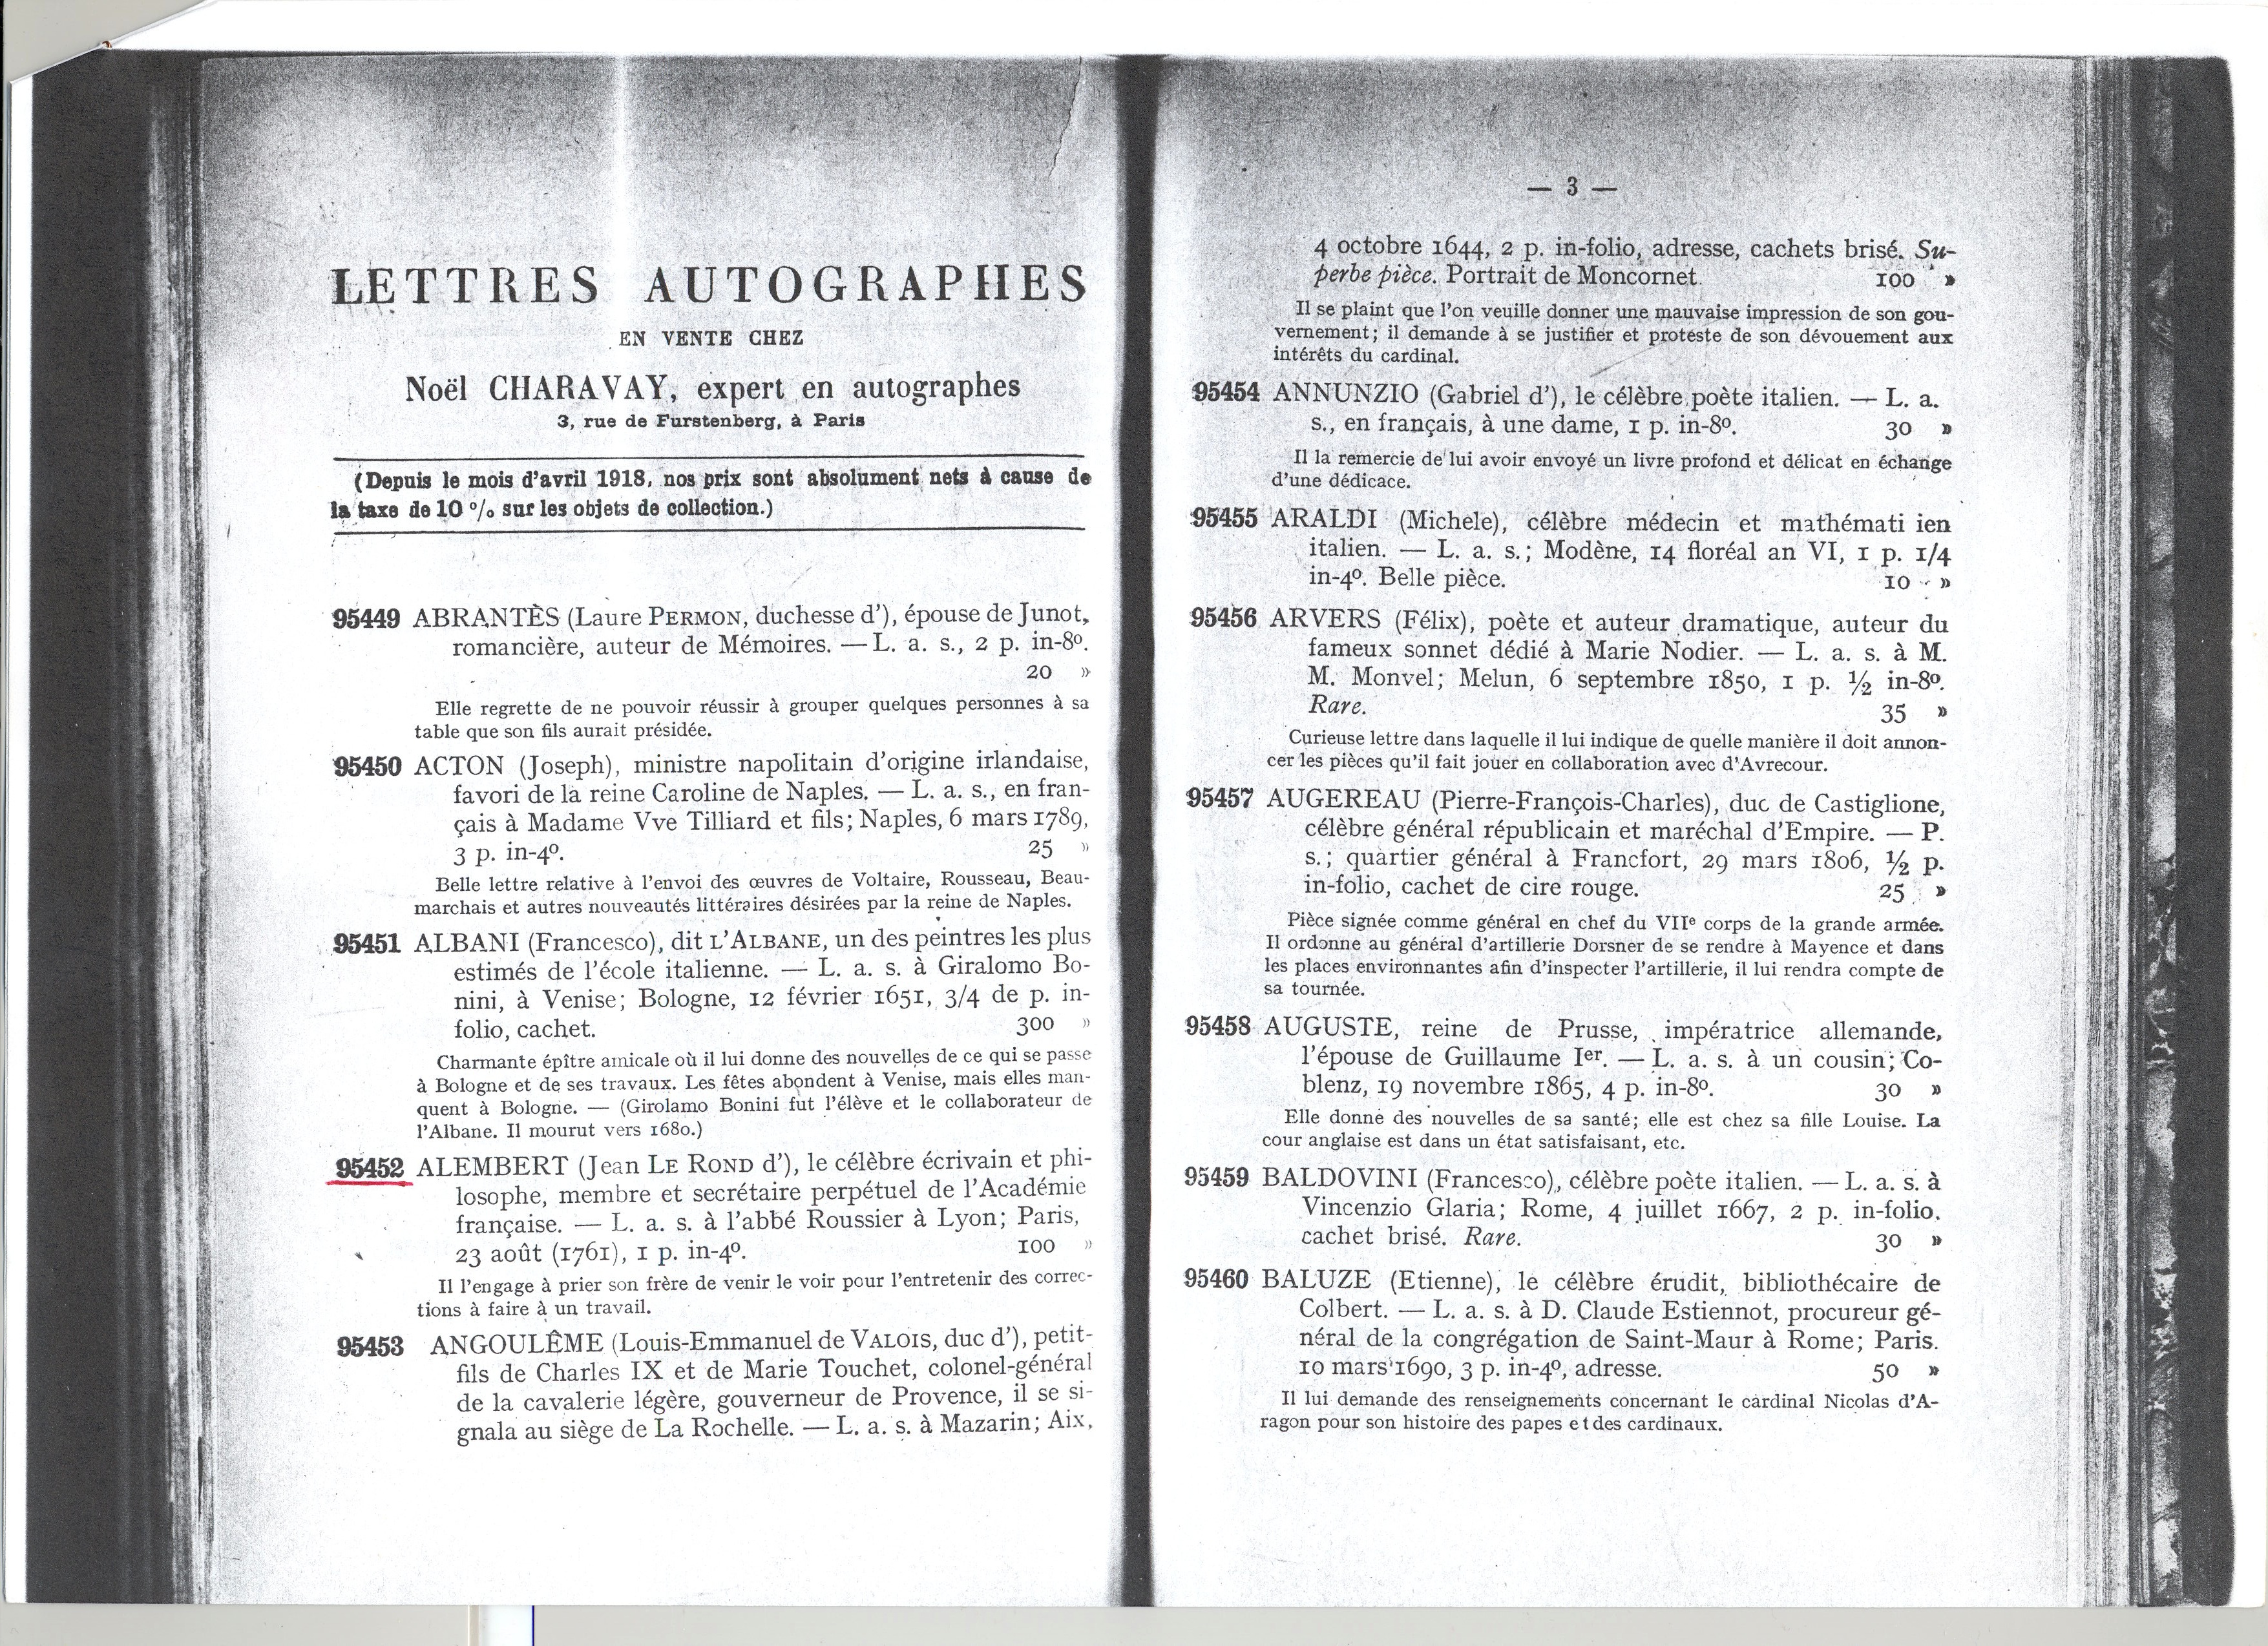 LETTRES AUTOGRAPHES
EN VENTE CHEZ
Noël CHARAVAY, expert en autographes
3, rue de Furstenberg, à Paris
(Depuis le mois d'avril 1918, nos prix sont absolument nets à cause de
la taxe de 10 % sur les objets de collection.)
95449 ABRANTÈS (Laure PERMON, duchesse d'), épouse de Junot,
romancière, auteur de Mémoires. — L. a. s., 2 p. in-8º.
20 »
Elle regrette de ne pouvoir réussir à grouper quelques personnes à sa
table que son fils aurait présidée.
95450 ACTON (Joseph), ministre napolitain d'origine irlandaise,
favori de la reine Caroline de Naples. — L. a. s., en fran-
çais à Madame Vve Tilliard et fils; Naples, 6 mars 1789,
3 p. in-4º. 25 »
Belle lettre relative à l'envoi des œuvres de Voltaire, Rousseau, Beau-
marchais et autres nouveautés littéraires désirées par la reine de Naples.
95451 ALBANI (Francesco), dit L'ALBANE, un des peintres les plus
estimés de l'école italienne. — L. a. s. à Giralomo Bo-
nini, à Venise; Bologne, 12 février 1651, 3/4 de p. in-
folio, cachet. 300 »
Charmante épître amicale où il lui donne des nouvelles de ce qui se passe
à Bologne et de ses travaux. Les fêtes abondent à Venise, mais elles man-
quent à Bologne. — (Girolamo Bonini fut l'élève et le collaborateur de
l'Albane. Il mourut vers 1680.)
95452 ALEMBERT (Jean LE ROND d'), le célèbre écrivain et phi-
losophe, membre et secrétaire perpétuel de l'Académie
française. — L. a. s. à l'abbé Roussier à Lyon; Paris,
23 août (1761), 1 p. in-4º. 100 »
Il l'engage à prier son frère de venir le voir pour l'entretenir des correc-
tions à faire à un travail.
95453 ANGOULÊME (Louis-Emmanuel de VALOIS, duc d'), petit-
fils de Charles IX et de Marie Touchet, colonel-général
de la cavalerie légère, gouverneur de Provence, il se si-
gnala au siège de La Rochelle. — L. a. s. à Mazarin; Aix,
— 3 —
4 octobre 1644, 2 p. in-folio, adresse, cachets brisé. Su-
perbe pièce. Portrait de Moncornet. 100 »
Il se plaint que l'on veuille donner une mauvaise impression de son gou-
vernement; il demande à se justifier et proteste de son dévouement aux
intérêts du cardinal.
95454 ANNUNZIO (Gabriel d'), le célèbre poète italien. — L. a.
s., en français, à une dame, 1 p. in-8º. 30 »
Il la remercie de lui avoir envoyé un livre profond et délicat en échange
d'une dédicace.
95455 ARALDI (Michele), célèbre médecin et mathémati ien
italien. — L. a. s.; Modène, 14 floréal an VI, 1 p. 1/4
in-4º. Belle pièce. 10 »
95456 ARVERS (Félix), poète et auteur dramatique, auteur du
fameux sonnet dédié à Marie Nodier. — L. a. s. à M.
M. Monvel; Melun, 6 septembre 1850, 1 p. ½ in-8º.
Rare. 35 »
Curieuse lettre dans laquelle il lui indique de quelle manière il doit annon-
cer les pièces qu'il fait jouer en collaboration avec d'Avrecour.
95457 AUGEREAU (Pierre-François-Charles), duc de Castiglione,
célèbre général républicain et maréchal d'Empire. — P.
s.; quartier général à Francfort, 29 mars 1806, ½ p.
in-folio, cachet de cire rouge. 25 »
Pièce signée comme général en chef du VIIe corps de la grande armée.
Il ordonne au général d'artillerie Dorsner de se rendre à Mayence et dans
les places environnantes afin d'inspecter l'artillerie, il lui rendra compte de
sa tournée.
95458 AUGUSTE, reine de Prusse, impératrice allemande,
l'épouse de Guillaume Ier. — L. a. s. à un cousin; Co-
blenz, 19 novembre 1865, 4 p. in-8º. 30 »
Elle donne des nouvelles de sa santé; elle est chez sa fille Louise. La
cour anglaise est dans un état satisfaisant, etc.
95459 BALDOVINI (Francesco), célèbre poète italien. — L. a. s. à
Vincenzio Glaria; Rome, 4 juillet 1667, 2 p. in-folio,
cachet brisé. Rare. 30 »
95460 BALUZE (Etienne), le célèbre érudit, bibliothécaire de
Colbert. — L. a. s. à D. Claude Estiennot, procureur gé-
néral de la congrégation de Saint-Maur à Rome; Paris.
10 mars 1690, 3 p. in-4º, adresse. 50 »
Il lui demande des renseignements concernant le cardinal Nicolas d'A-
ragon pour son histoire des papes et des cardinaux.